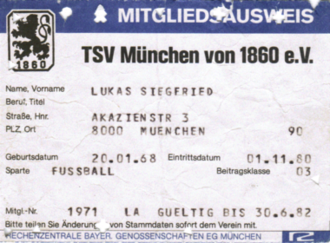 MITGLIEDSAUSWEIS
1860
TSV München von 1860 e.V.
Name, Vorname LUKAS SIEGFRIED
Beruf, Titel
Straße, Hnr. AKAZIENSTR 3
PLZ, Ort 8000 MUENCHEN 90
Geburtsdatum 20.01.68 Eintrittsdatum 01.11.80
Sparte FUSSBALL Beitragsklasse 03
Mitgl.-Nr. 1971 LA GUELTIG BIS 30.6.82
Bitte teilen Sie Änderung von Stammdaten sofort dem Verein mit.
RECHENZENTRALE BAYER. GENOSSENSCHAFTEN EG MÜNCHEN